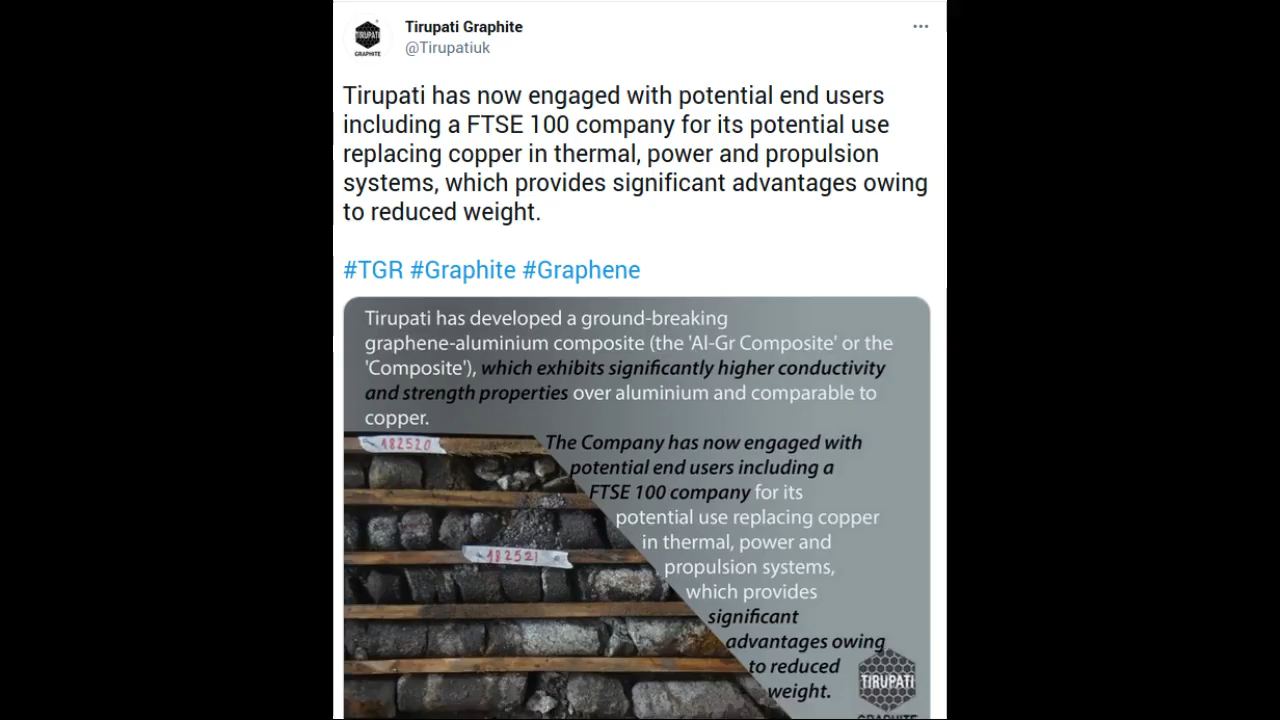 TIRUPATI
GRAPHITE
Tirupati Graphite
@Tirupatiuk
Tirupati has now engaged with potential end users
including a FTSE 100 company for its potential use
replacing copper in thermal, power and propulsion
systems, which provides significant advantages owing
to reduced weight.
#TGR #Graphite #Graphene
Tirupati has developed a ground-breaking
graphene-aluminium composite (the 'Al-Gr Composite' or the
'Composite'), which exhibits significantly higher conductivity
and strength properties over aluminium and comparable to
copper.
182520
The Company has now engaged with
potential end users including a
FTSE 100 company for its
potential use replacing copper
in thermal, power and
182521
propulsion systems,
which provides
significant
advantages owing
to reduced
weight.
TIRUPATI
GRAPHITE